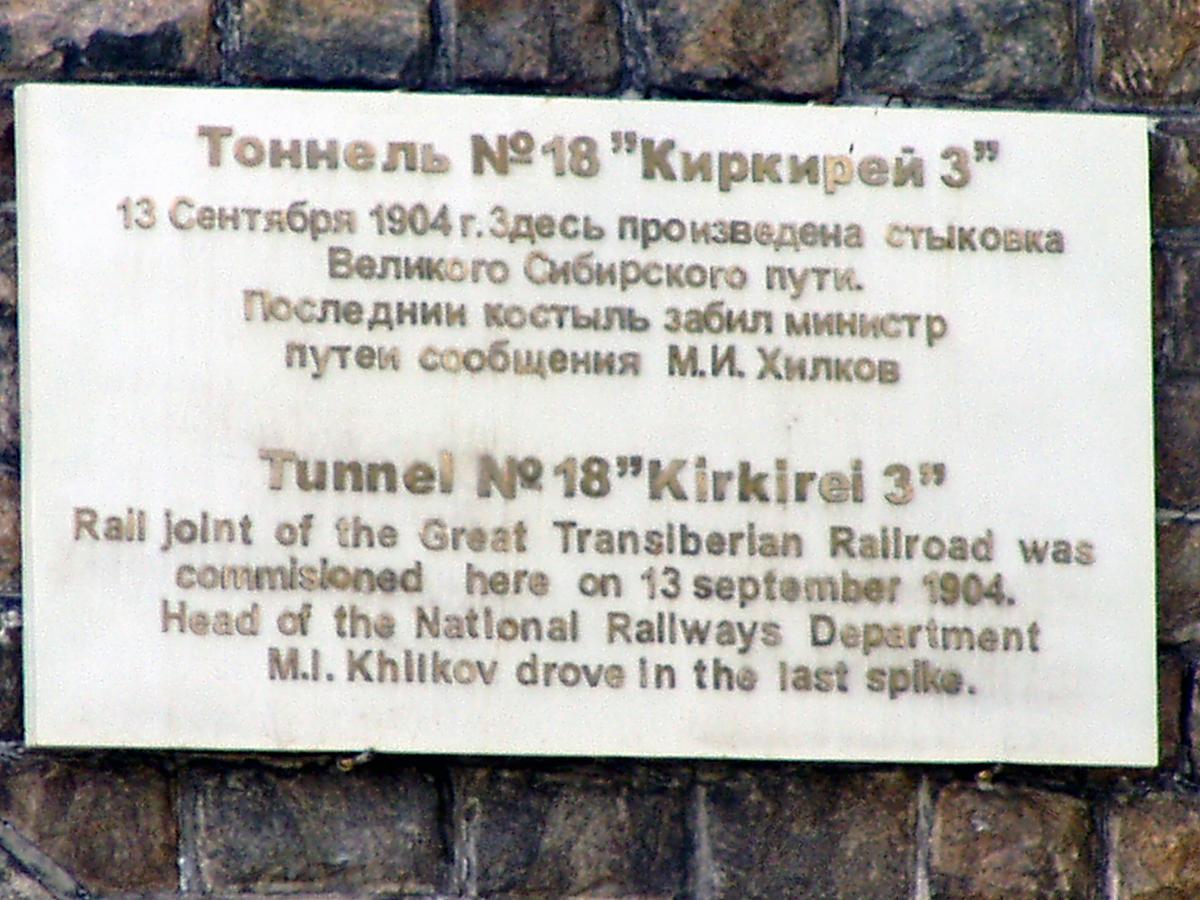 Тоннель №18 "Киркирей 3"
13 Сентября 1904 г. Здесь произведена стыковка
Великого Сибирского пути.
Последнии костыль забил министр
путеи сообщения М.И. Хилков
Tunnel №18"Kirkirei 3"
Rail joint of the Great Transiberian Railroad was
commisioned here on 13 september 1904.
Head of the National Railways Department
M.I. Khilkov drove in the last spike.